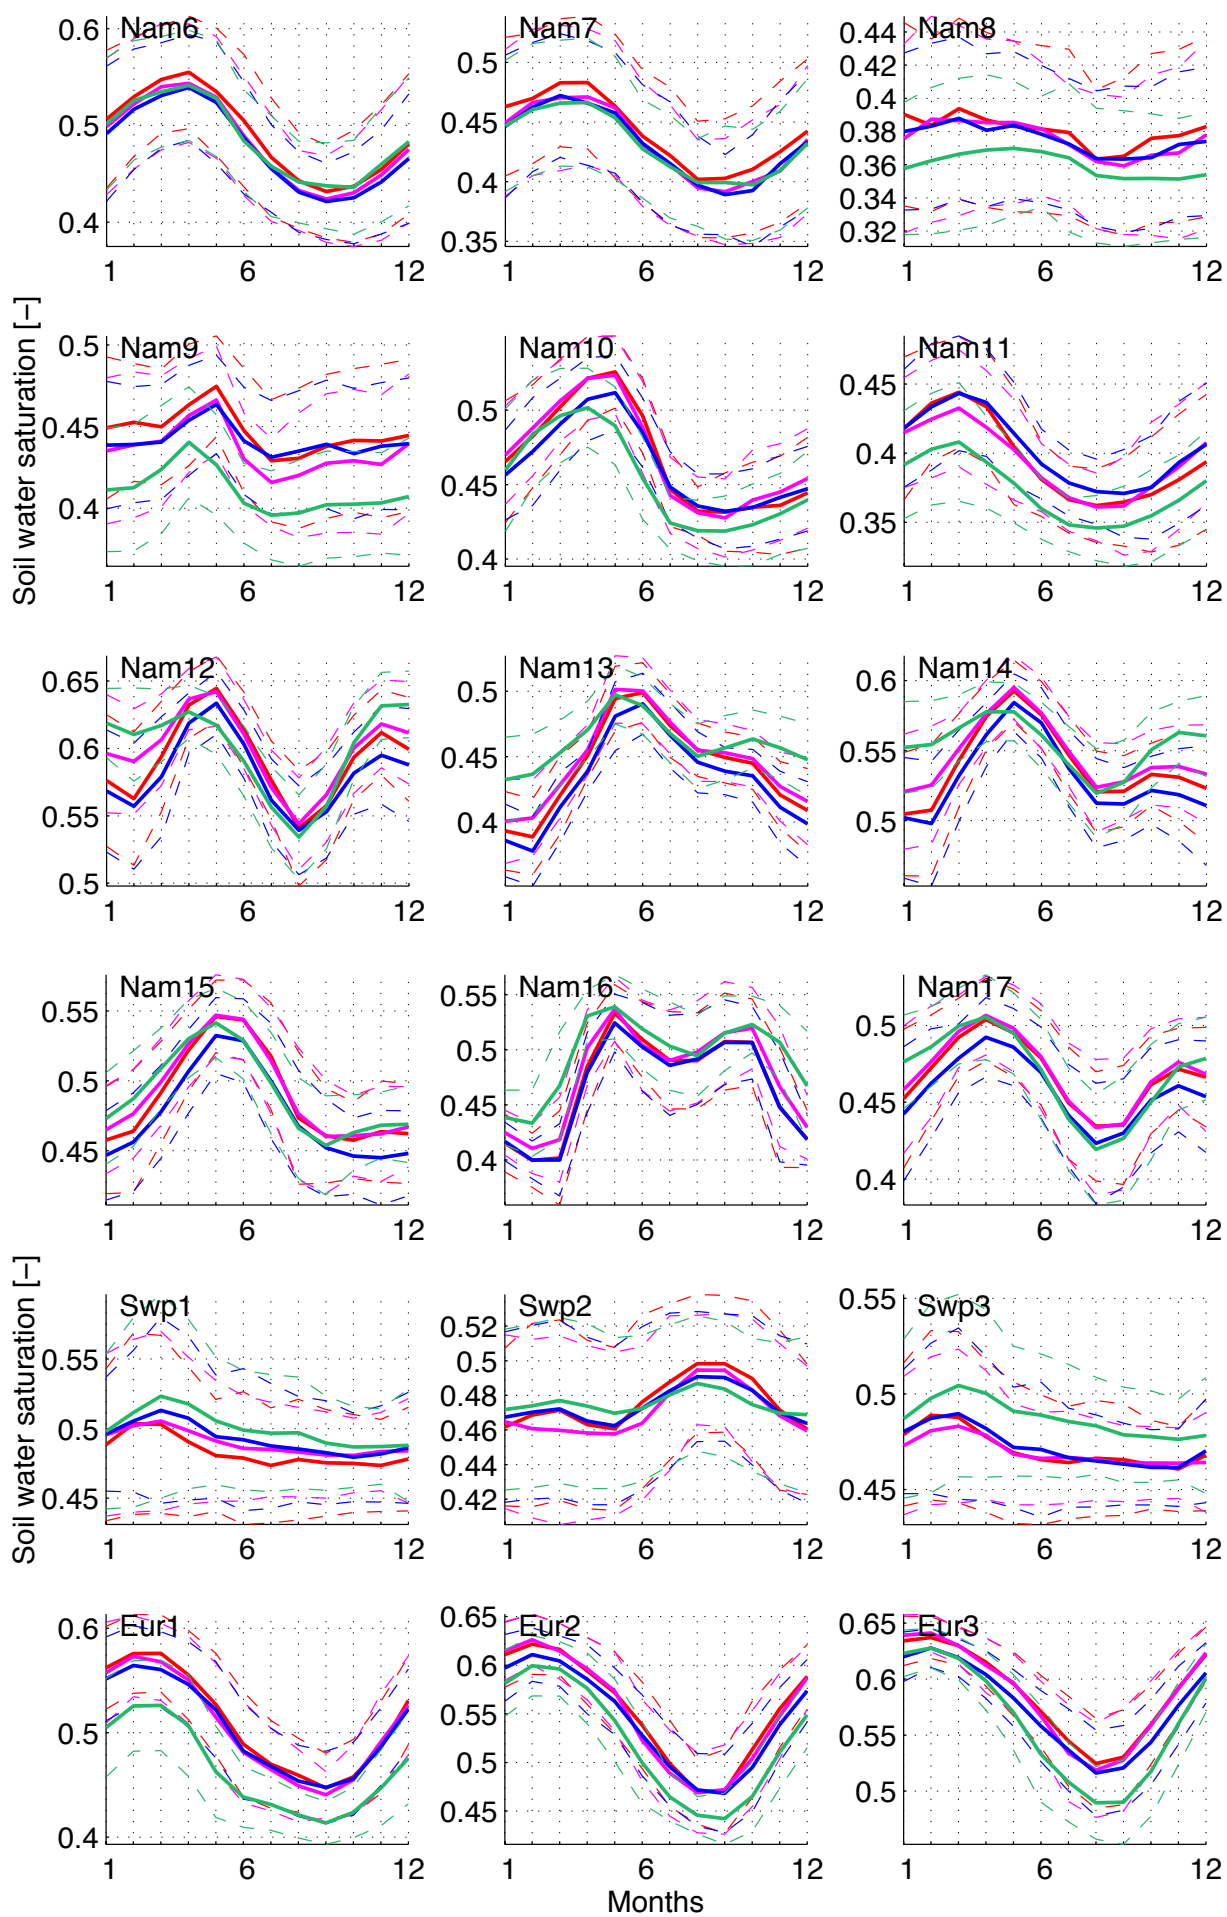 Nam6 Nam7 Nam8
0.6 0.5 0.4
0.5 0.45 0.4 0.35
0.44 0.42 0.4 0.38 0.36 0.34 0.32
1 6 12 1 6 12 1 6 12
Soil water saturation [−]
Nam9 Nam10 Nam11
0.5 0.45 0.4
0.5 0.45 0.4
0.45 0.4 0.35
1 6 12 1 6 12 1 6 12
Nam12 Nam13 Nam14
0.65 0.6 0.55 0.5
0.5 0.45 0.4
0.6 0.55 0.5
1 6 12 1 6 12 1 6 12
Nam15 Nam16 Nam17
0.55 0.5 0.45
0.55 0.5 0.45 0.4
0.5 0.45 0.4
1 6 12 1 6 12 1 6 12
Soil water saturation [−]
Swp1 Swp2 Swp3
0.55 0.5 0.45
0.52 0.5 0.48 0.46 0.44 0.42
0.55 0.5 0.45
1 6 12 1 6 12 1 6 12
Eur1 Eur2 Eur3
0.6 0.5 0.4
0.65 0.6 0.55 0.5 0.45
0.65 0.6 0.55 0.5
1 6 12 1 6 12 1 6 12
Months